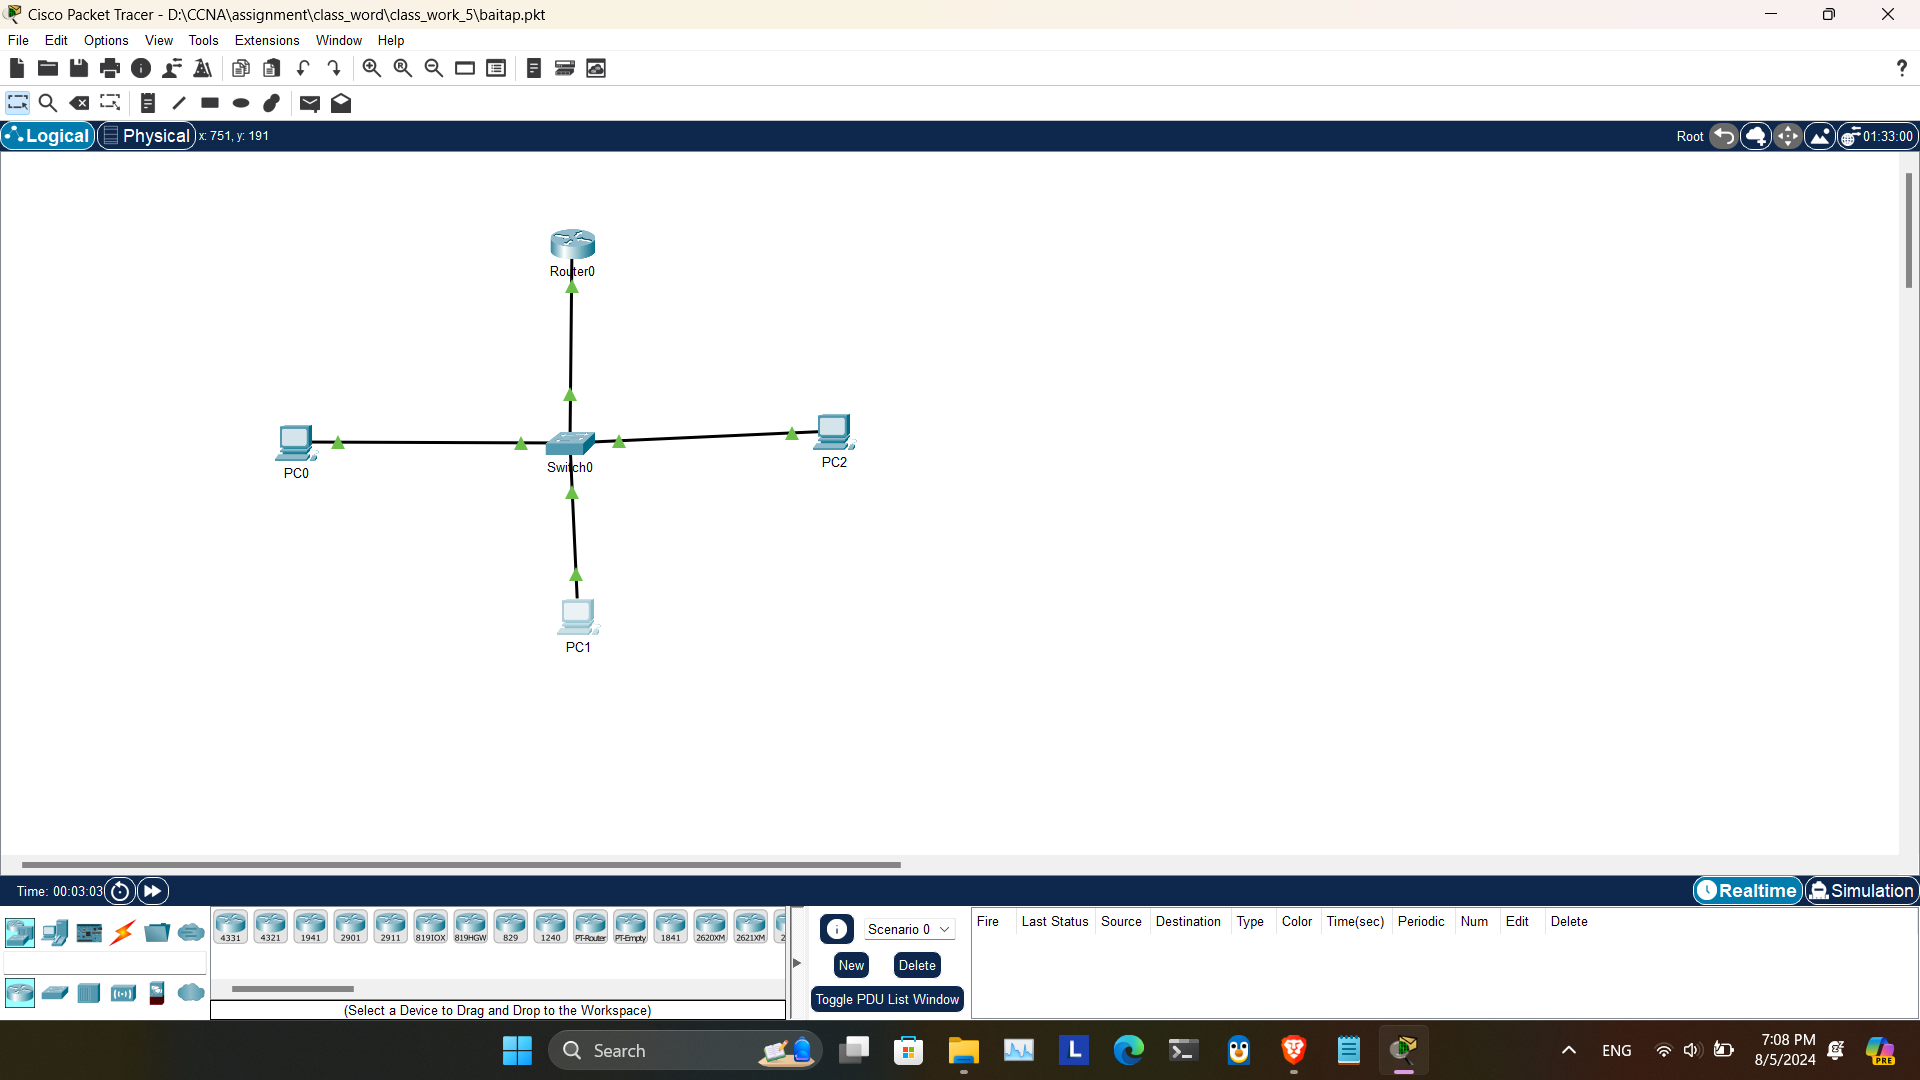 Cisco Packet Tracer - D:\CCNA\assignment\class_word\class_work_5\baitap.pkt
File Edit Options View Tools Extensions Window Help
?
Logical Physical x: 751, y: 191 Root 01:33:00
Router0
PC0
Switch0
PC2
PC1
Time: 00:03:03 Realtime Simulation
4331 4321 1941 2901 2911 819IOX 819HGW 829 1240 PT-Router PT-Empty 1841 2620XM 2621XM
Scenario 0
New Delete
Toggle PDU List Window
Fire Last Status Source Destination Type Color Time(sec) Periodic Num Edit Delete
(Select a Device to Drag and Drop to the Workspace)
Search
L
ENG
7:08 PM
8/5/2024
PRE